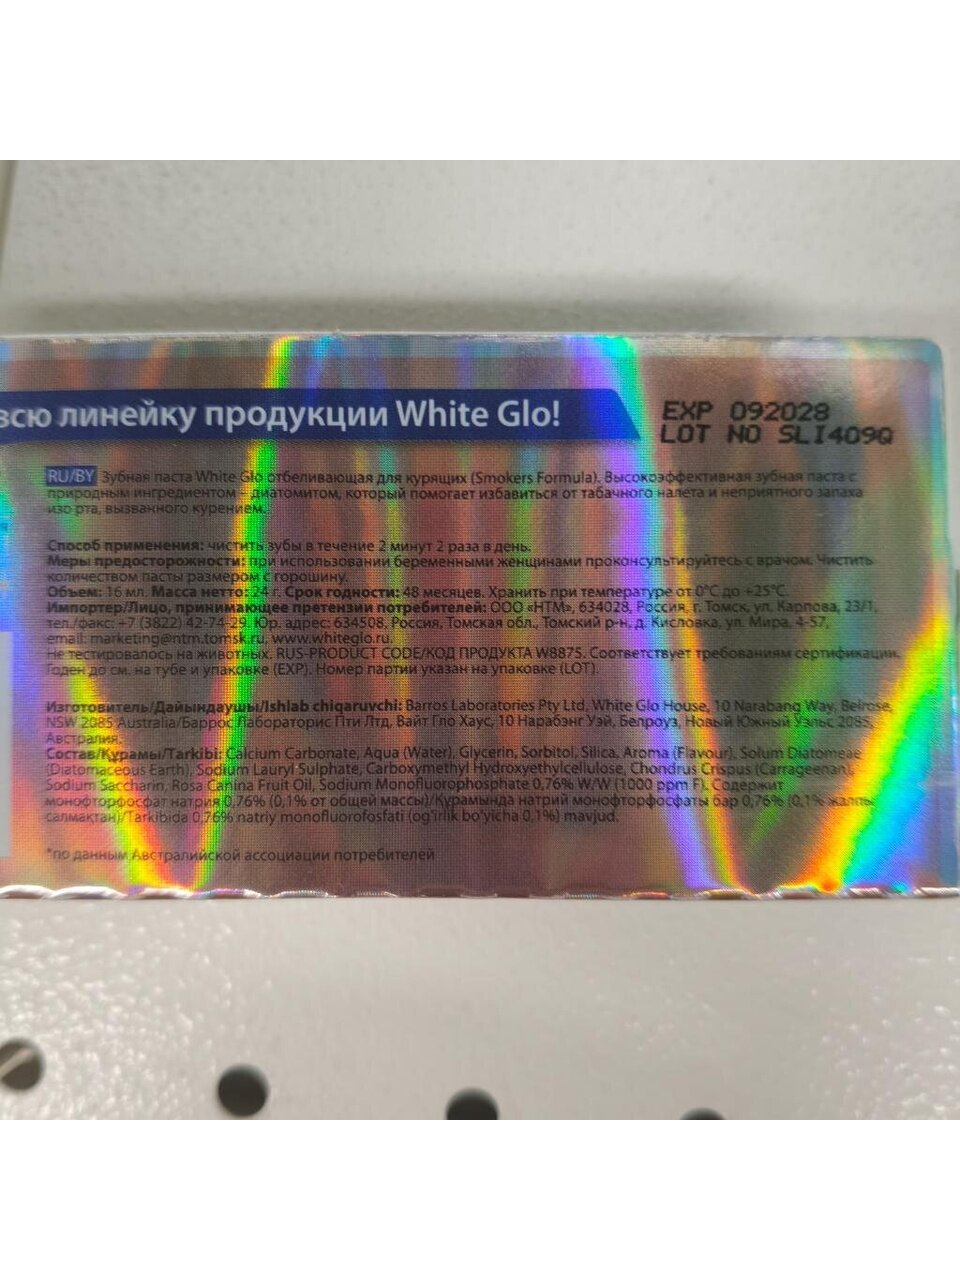 всю линейку продукции White Glo!
EXP 092028
LOT NO SLI409Q
RU/BY Зубная паста White Glo отбеливающая для курящих (Smokers Formula). Высокоэффективная зубная паста с
природным ингредиентом – диатомитом, который помогает избавиться от табачного налета и неприятного запаха
изо рта, вызванного курением.
Способ применения: чистить зубы в течение 2 минут 2 раза в день.
Меры предосторожности: при использовании беременными женщинами проконсультируйтесь с врачом. Чистить
количеством пасты размером с горошину.
Объем: 16 мл. Масса нетто: 24 г. Срок годности: 48 месяцев. Хранить при температуре от 0°C до +25°C.
Импортер/Лицо, принимающее претензии потребителей: ООО «НТМ», 634028, Россия, г. Томск, ул. Карпова, 23/1,
тел./факс: +7 (3822) 42-74-29. Юр. адрес: 634508, Россия, Томская обл., Томский р-н, д. Кисловка, ул. Мира, 4-57,
email: marketing@ntm.tomsk.ru, www.whiteglo.ru.
Не тестировалось на животных. RUS-PRODUCT CODE/КОД ПРОДУКТА W8875. Соответствует требованиям сертификации.
Годен до см. на тубе и упаковке (EXP). Номер партии указан на упаковке (LOT).
Изготовитель/Дайындаушы/Ishlab chiqaruvchi: Barros Laboratories Pty Ltd, White Glo House, 10 Narabang Way, Belrose,
NSW 2085 Australia/Баррос Лабораторис Пти Лтд, Вайт Гло Хаус, 10 Нарабэнг Уэй, Белроуз, Новый Южный Уэльс 2085,
Австралия.
Состав/Құрамы/Tarkibi: Calcium Carbonate, Aqua (Water), Glycerin, Sorbitol, Silica, Aroma (Flavour), Solum Diatomeae
(Diatomaceous Earth), Sodium Lauryl Sulphate, Carboxymethyl Hydroxyethylcellulose, Chondrus Crispus (Carrageenan),
Sodium Saccharin, Rosa Canina Fruit Oil, Sodium Monofluorophosphate 0,76% W/W (1000 ppm F). Содержит
монофторфосфат натрия 0,76% (0,1% от общей массы)/Құрамында натрий монофторфосфаты бар 0,76% (0,1% жалпы
салмақтан)/Tarkibida 0,76% natriy monofluorofosfati (og'irlik bo'yicha 0,1%) mavjud.
*по данным Австралийской ассоциации потребителей